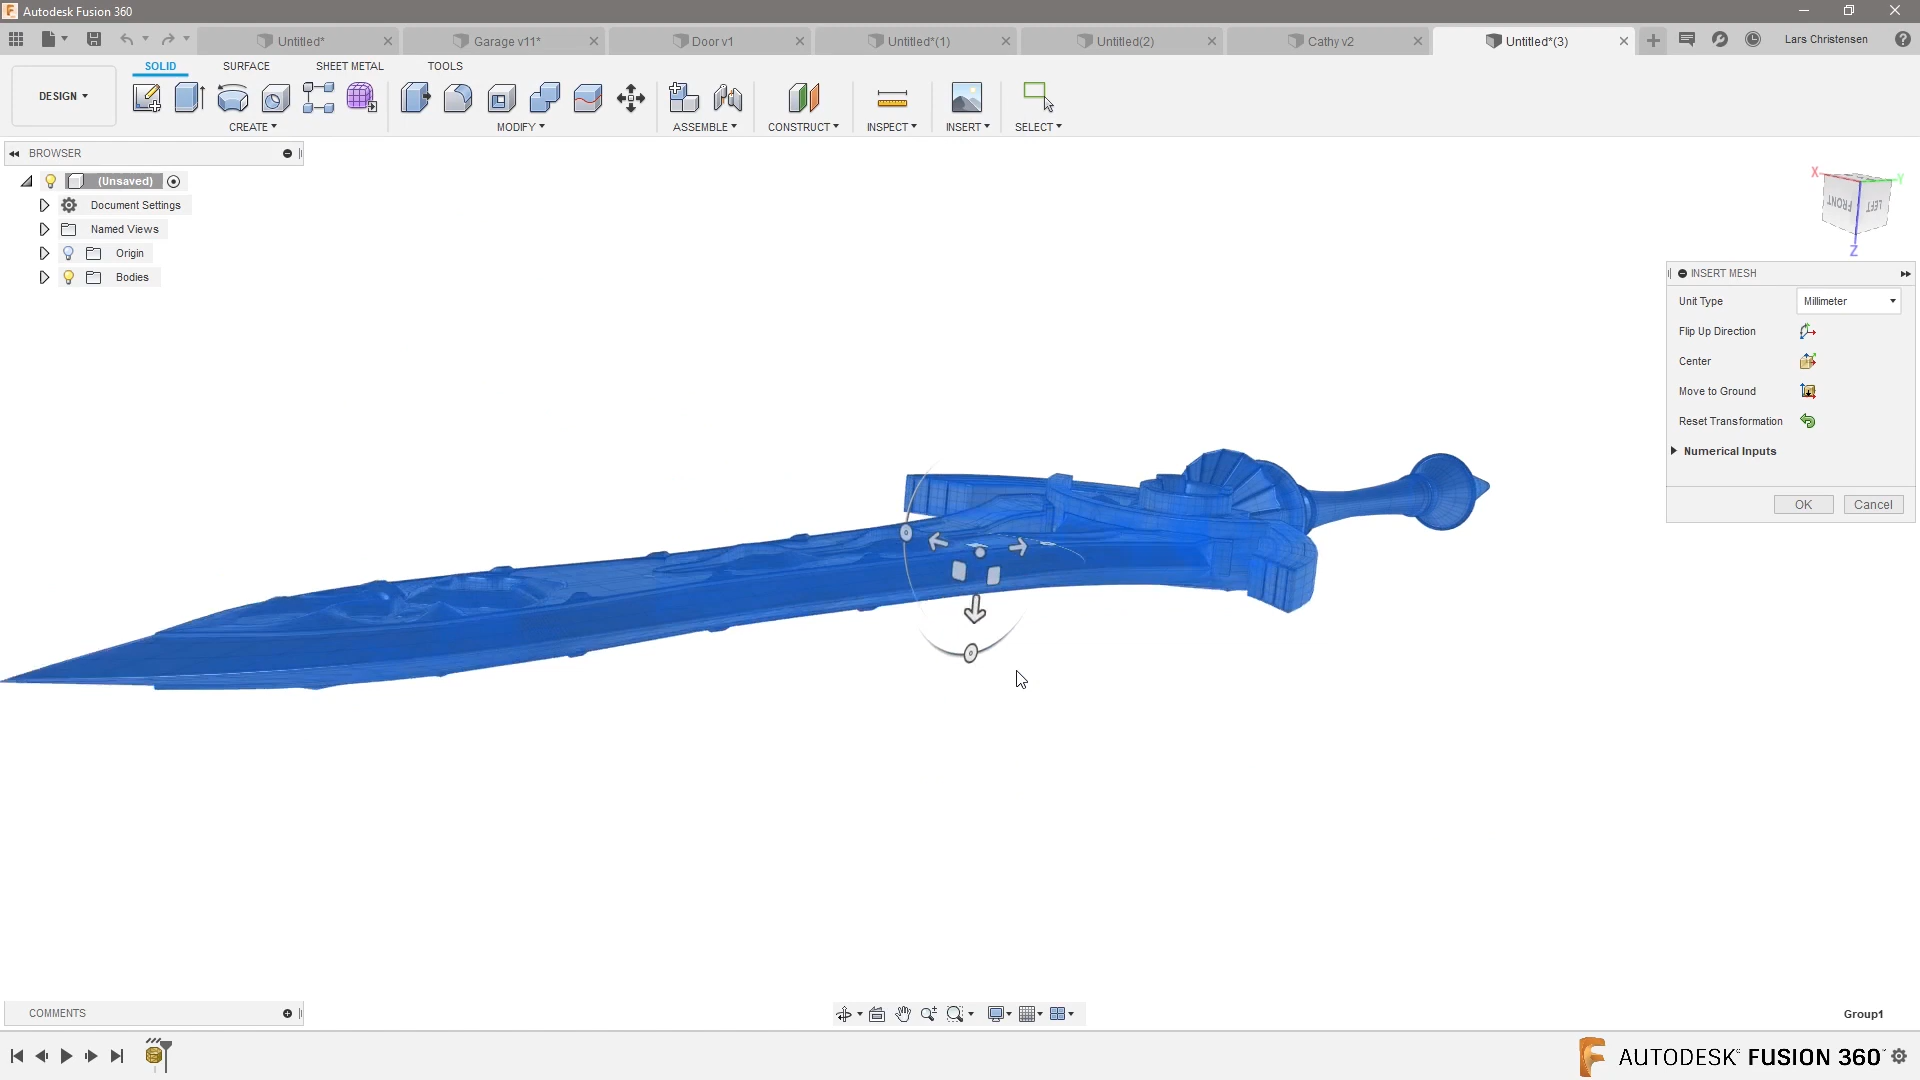 Autodesk Fusion 360
Untitled*
Garage v11*
Door v1
Untitled*(1)
Untitled(2)
Cathy v2
Untitled*(3)
Lars Christensen
DESIGN
SOLID
SURFACE
SHEET METAL
TOOLS
CREATE
MODIFY
ASSEMBLE
CONSTRUCT
INSPECT
INSERT
SELECT
BROWSER
(Unsaved)
Document Settings
Named Views
Origin
Bodies
X
Y
Z
FRONT
LEFT
INSERT MESH
Unit Type
Millimeter
Flip Up Direction
Center
Move to Ground
Reset Transformation
Numerical Inputs
OK
Cancel
COMMENTS
Group1
AUTODESK FUSION 360